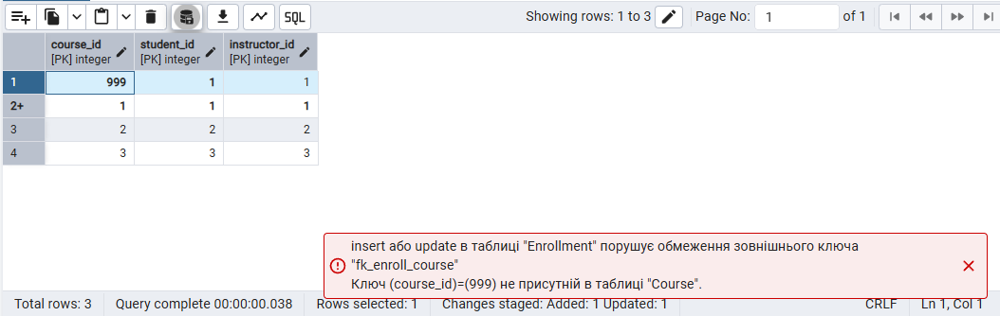 SQL Showing rows: 1 to 3 Page No: 1 of 1
course_id student_id instructor_id
[PK] integer [PK] integer [PK] integer
1 999 1 1
2+ 1 1 1
3 2 2 2
4 3 3 3
insert або update в таблиці "Enrollment" порушує обмеження зовнішнього ключа
"fk_enroll_course"
Ключ (course_id)=(999) не присутній в таблиці "Course".
Total rows: 3 Query complete 00:00:00.038 Rows selected: 1 Changes staged: Added: 1 Updated: 1 CRLF Ln 1, Col 1